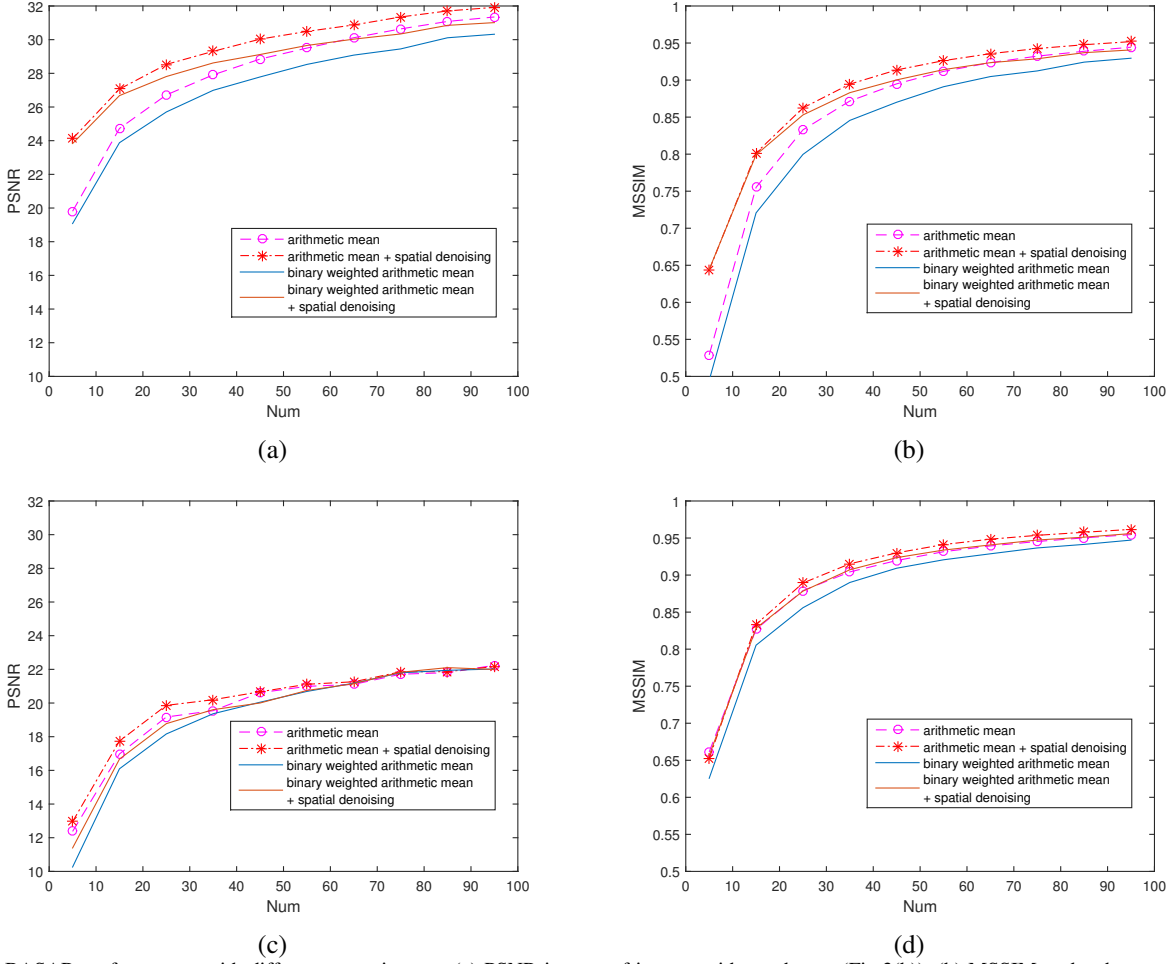 32
30
28
26
24
22
20
18
16
14
12
10
PSNR
arithmetic mean
arithmetic mean + spatial denoising
binary weighted arithmetic mean
binary weighted arithmetic mean
+ spatial denoising
0 10 20 30 40 50 60 70 80 90 100
Num
(a)
1
0.95
0.9
0.85
0.8
0.75
0.7
0.65
0.6
0.55
0.5
MSSIM
arithmetic mean
arithmetic mean + spatial denoising
binary weighted arithmetic mean
binary weighted arithmetic mean
+ spatial denoising
0 10 20 30 40 50 60 70 80 90 100
Num
(b)
32
30
28
26
24
22
20
18
16
14
12
10
PSNR
arithmetic mean
arithmetic mean + spatial denoising
binary weighted arithmetic mean
binary weighted arithmetic mean
+ spatial denoising
0 10 20 30 40 50 60 70 80 90 100
Num
(c)
1
0.95
0.9
0.85
0.8
0.75
0.7
0.65
0.6
0.55
0.5
MSSIM
arithmetic mean
arithmetic mean + spatial denoising
binary weighted arithmetic mean
binary weighted arithmetic mean
+ spatial denoising
0 10 20 30 40 50 60 70 80 90 100
Num
(d)
with different (a) PSNR (b) MSSIM